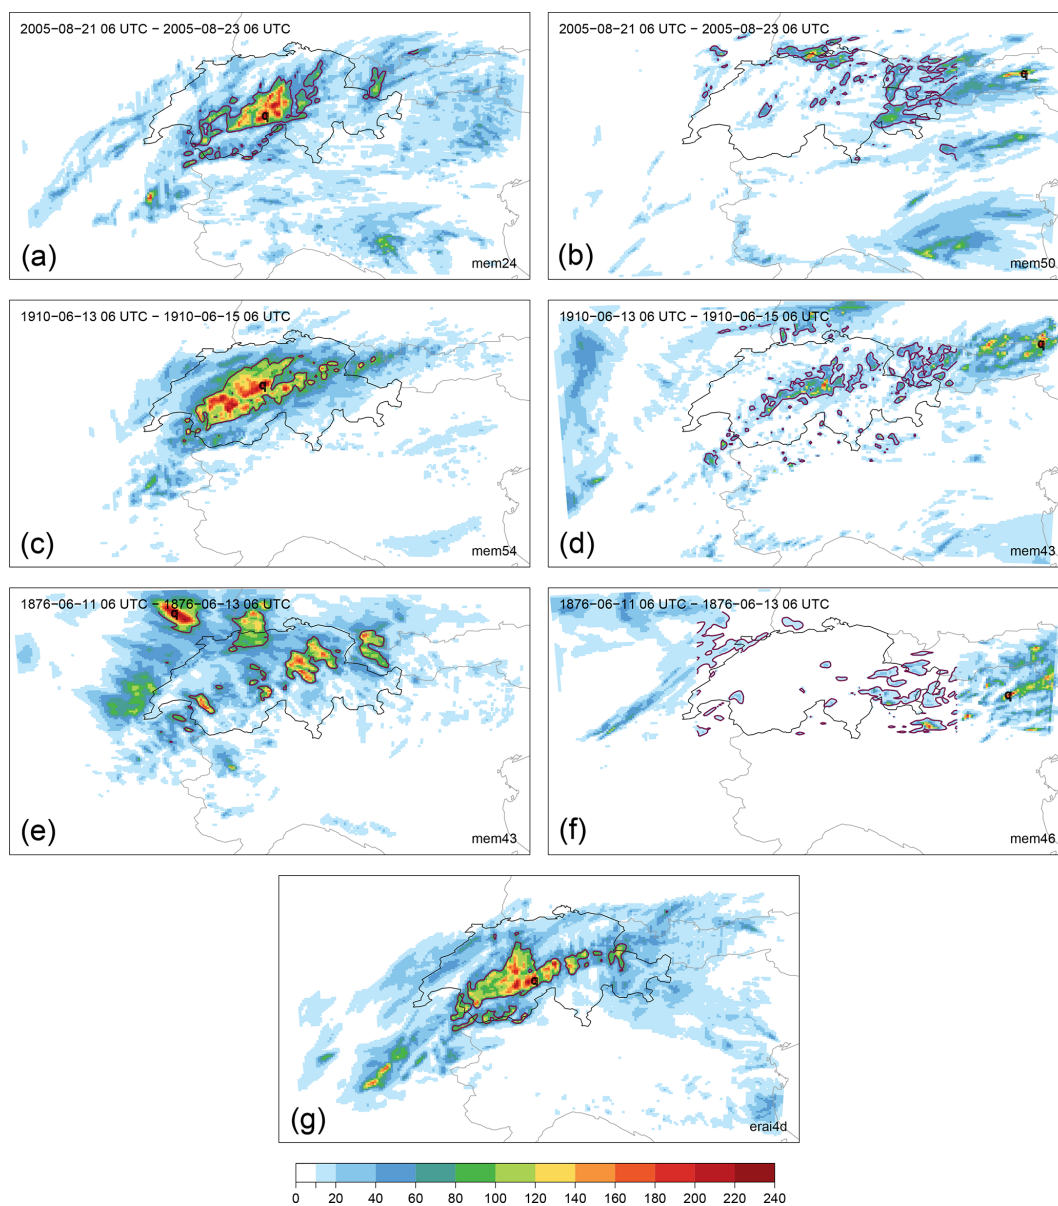 2005−08−21 06 UTC − 2005−08−23 06 UTC
q
(a)
mem24
2005−08−21 06 UTC − 2005−08−23 06 UTC
q
(b)
mem50
1910−06−13 06 UTC − 1910−06−15 06 UTC
q
(c)
mem54
1910−06−13 06 UTC − 1910−06−15 06 UTC
q
(d)
mem43
1876−06−11 06 UTC − 1876−06−13 06 UTC
q
(e)
mem43
1876−06−11 06 UTC − 1876−06−13 06 UTC
q
(f)
mem46
q
(g)
erai4d
0 20 40 60 80 100 120 140 160 180 200 220 240